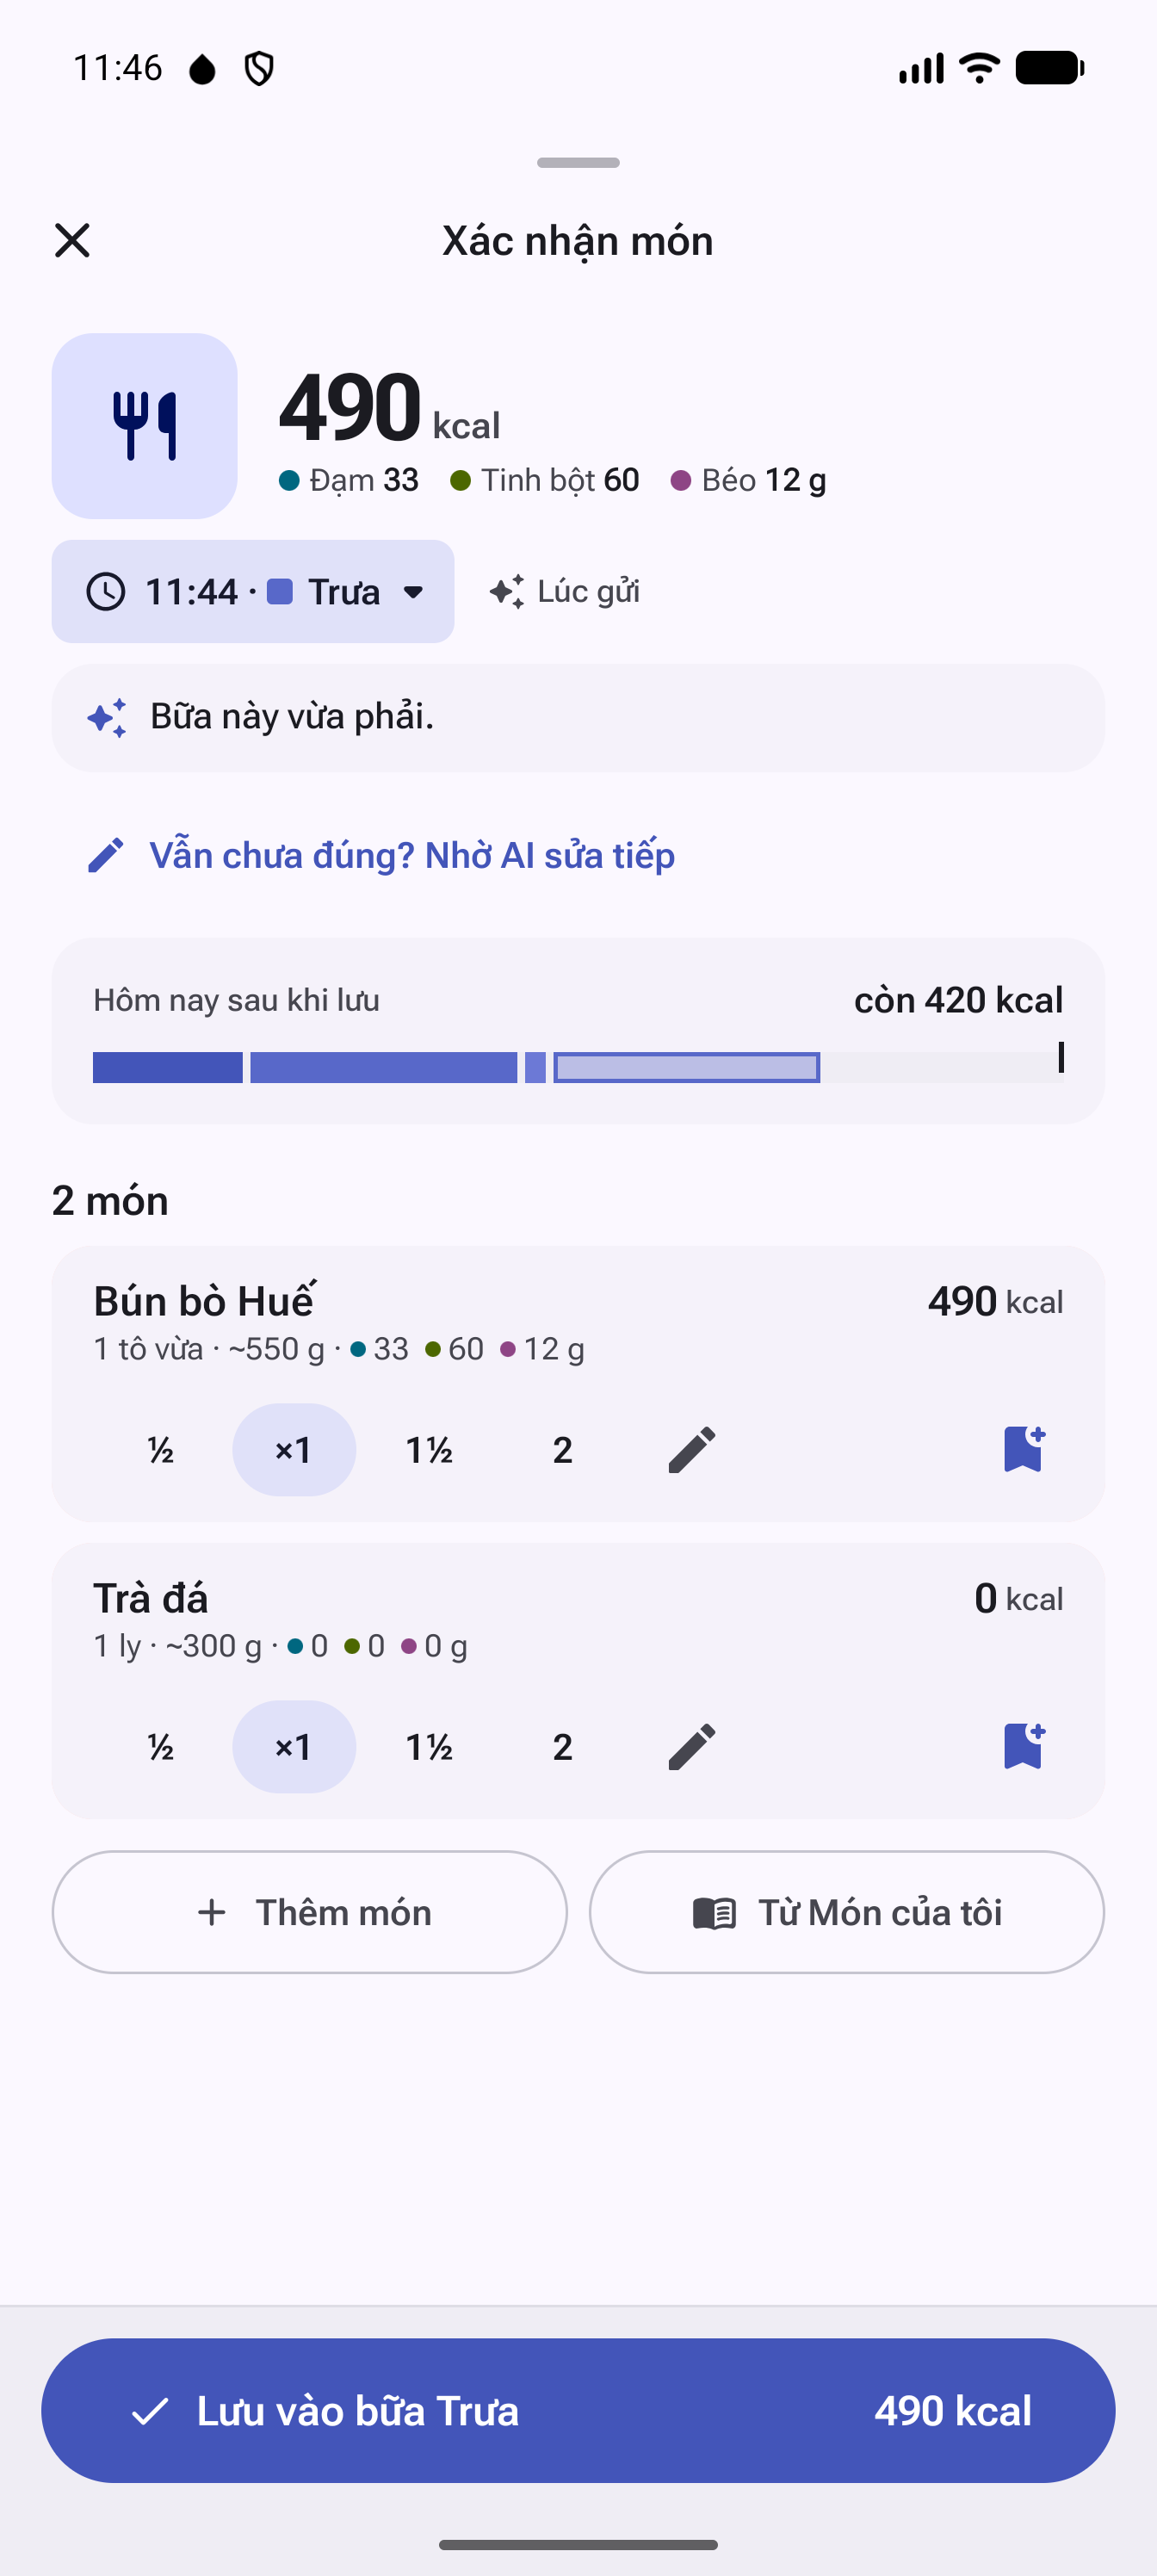 11:46
Xác nhận món
490 kcal
Đạm 33 Tinh bột 60 Béo 12 g
11:44 · Trưa Lúc gửi
Bữa này vừa phải.
Vẫn chưa đúng? Nhờ AI sửa tiếp
Hôm nay sau khi lưu còn 420 kcal
2 món
Bún bò Huế 490 kcal
1 tô vừa · ~550 g · 33 60 12 g
½ ×1 1½ 2
Trà đá 0 kcal
1 ly · ~300 g · 0 0 0 g
½ ×1 1½ 2
Thêm món Từ Món của tôi
Lưu vào bữa Trưa 490 kcal